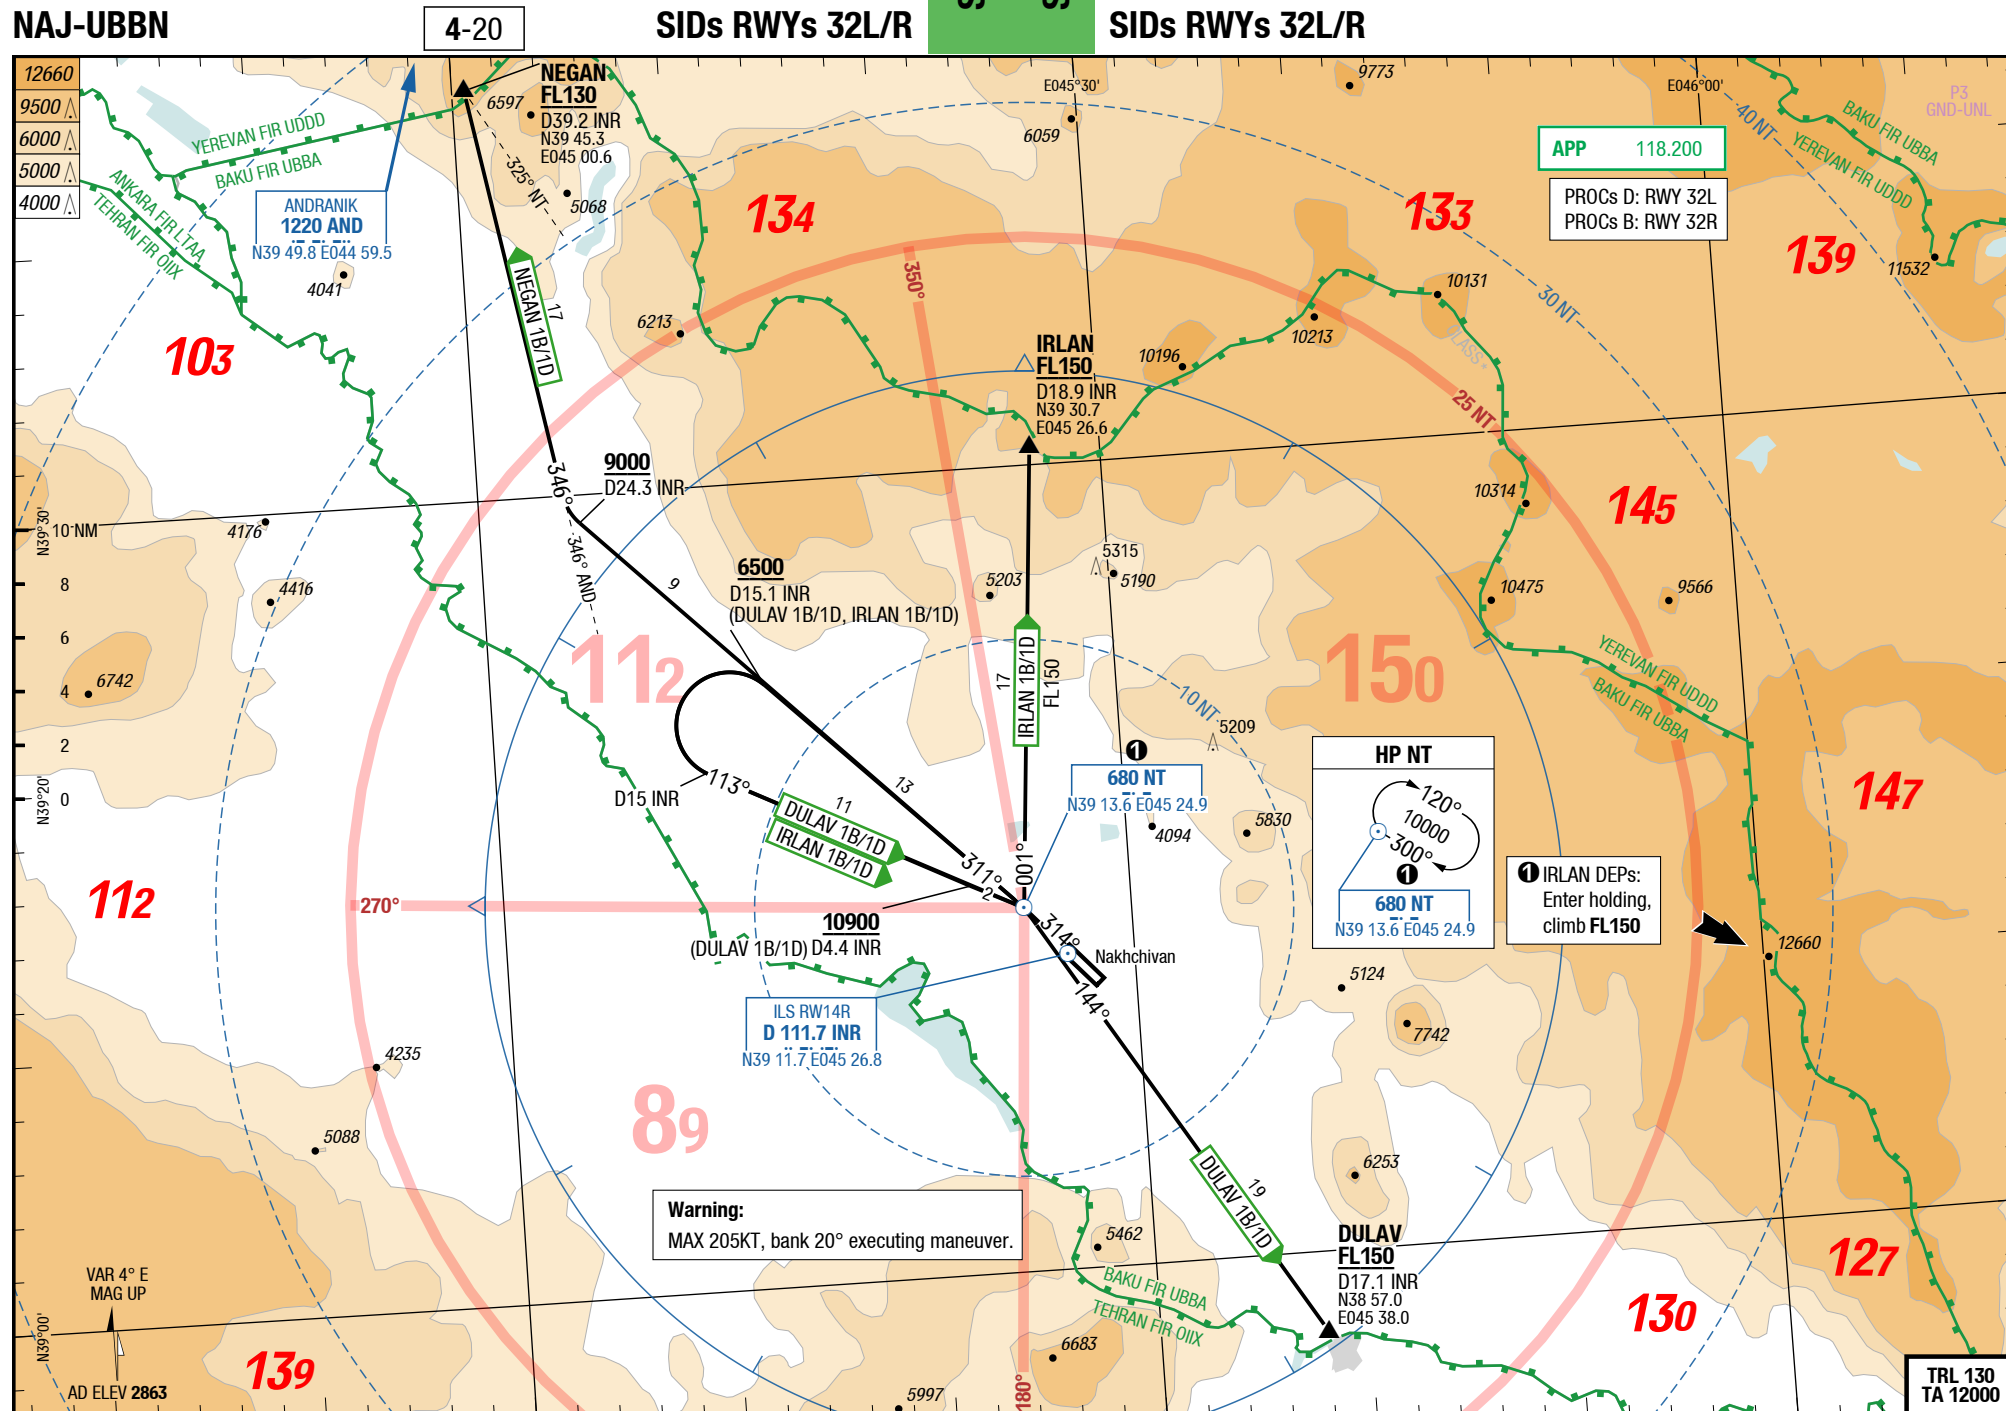 NAJ-UBBN
4-20
SIDs RWYs 32L/R
SIDs RWYs 32L/R
12660
9500
6000
5000
4000
NEGAN
FL130
D39.2 INR
N39 45.3
E045 00.6
6597
5068
325° NT
YEREVAN FIR UDDD
BAKU FIR UBBA
ANKARA FIR LTAA
TEHRAN FIR OIIX
ANDRANIK
1220 AND
N39 49.8 E044 59.5
4041
E045°30'
6059
9773
E046°00'
40 NT
P3
GND-UNL
BAKU FIR UBBA
YEREVAN FIR UDDD
APP 118.200
PROCs D: RWY 32L
PROCs B: RWY 32R
134
133
139
11532
103
NEGAN 1B/1D
17
6213
350°
IRLAN
FL150
D18.9 INR
N39 30.7
E045 26.6
10196
10213
10131
30 NT
CLASS
25 NT
9000
D24.3 INR
346°
346° AND
N39°30'
10 NM
8
6
4
2
0
4176
4416
6742
9
6500
D15.1 INR
(DULAV 1B/1D, IRLAN 1B/1D)
5203
5315
5190
10314
145
10475
9566
112
150
IRLAN 1B/1D
17
FL150
10 NT
5209
YEREVAN FIR UDDD
BAKU FIR UBBA
N39°20'
D15 INR
113°
11
DULAV 1B/1D
IRLAN 1B/1D
13
311°
2
001°
1
680 NT
N39 13.6 E045 24.9
4094
5830
HP NT
120°
10000
300°
1
680 NT
N39 13.6 E045 24.9
1 IRLAN DEPs:
Enter holding,
climb FL150
147
112
270°
10900
(DULAV 1B/1D) D4.4 INR
314°
Nakhchivan
144°
12660
ILS RW14R
D 111.7 INR
N39 11.7 E045 26.8
5124
7742
4235
5088
89
6253
DULAV 1B/1D
19
Warning:
MAX 205KT, bank 20° executing maneuver.
5462
BAKU FIR UBBA
TEHRAN FIR OIIX
DULAV
FL150
D17.1 INR
N38 57.0
E045 38.0
127
130
VAR 4° E
MAG UP
N39°00'
AD ELEV 2863
139
6683
5997
180°
TRL 130
TA 12000